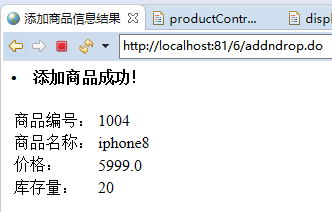 添加商品信息结果
productContr...
disp
http://localhost:81/6/addndrop.do
• 添加商品成功!
商品编号： 1004
商品名称： iphone8
价格： 5999.0
库存量： 20